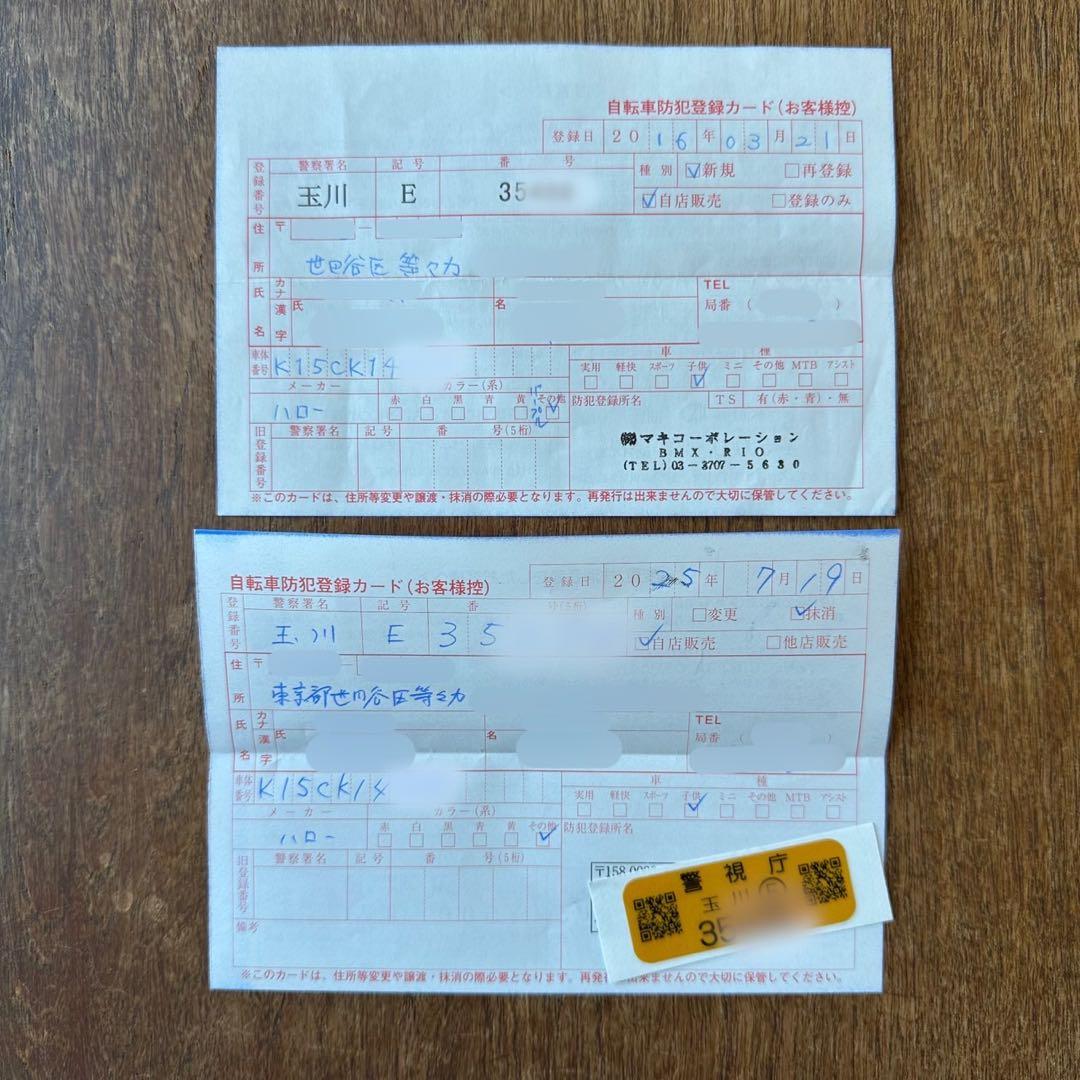 自転車防犯登録カード(お客様控)
登録日 2016年03月21日
登録番号 警察署名 記号 番号 種別 ☑新規 □再登録
玉川 E 35 ☑自店販売 □登録のみ
住所 〒 ー
世田谷区等々力
氏名 カナ 漢字 氏 名 TEL
局番 ( )
車体番号 K15CK14 車種
実用 軽快 スポーツ 子供 ミニ その他 MTB アシスト
メーカー カラー(系)
赤 白 黒 青 黄 その他 パープル
ハロー
防犯登録所名 TS 有(赤・青)・無
旧登録番号 警察署名 記号 番号(5桁)
㈱マキコーポレーション
BMX・RIO
(TEL)03-3707-5630
※このカードは、住所等変更や譲渡・抹消の際必要となります。再発行は出来ませんので大切に保管してください。
自転車防犯登録カード(お客様控)
登録日 2025年7月19日
登録番号 警察署名 記号 番号(5桁) 種別 □変更 ☑抹消
玉川 E 35 ☑自店販売 □他店販売
住所 〒
東京都世田谷区等々力
氏名 カナ 漢字 氏 名 TEL
局番 ( )
車体番号 K15CK14 車種
実用 軽快 スポーツ 子供 ミニ その他 MTB アシスト
メーカー カラー(系)
赤 白 黒 青 黄 その他
ハロー
防犯登録所名
旧登録番号 警察署名 記号 番号(5桁)
〒158
備考
警視庁
玉川 E
35
※このカードは、住所等変更や譲渡・抹消の際必要となります。再発行は出来ませんので大切に保管してください。